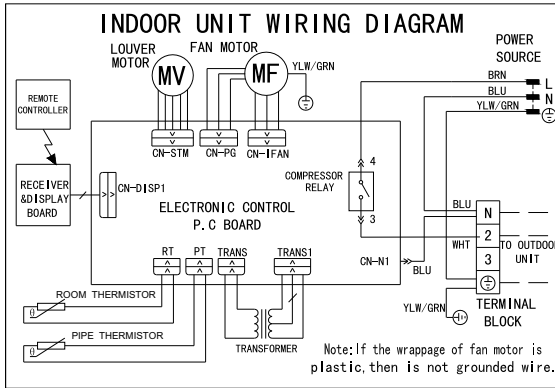 INDOOR UNIT WIRING DIAGRAM
LOUVER
MOTOR
FAN MOTOR
POWER
SOURCE
MV
MF
YLW/GRN
BRN
L
BLU
N
YLW/GRN
REMOTE
CONTROLLER
CN-STM
CN-PG
CN-IFAN
4
COMPRESSOR
RELAY
3
RECEIVER
&DISPLAY
BOARD
CN-DISP1
ELECTRONIC CONTROL
P.C BOARD
BLU
N
WHT
2
TO OUTDOOR
UNIT
3
RT
PT
TRANS
TRANS1
CN-N1
BLU
ROOM THERMISTOR
θ
YLW/GRN
TERMINAL
BLOCK
PIPE THERMISTOR
θ
TRANSFORMER
Note:If the wrappage of fan motor is
plastic,then is not grounded wire.